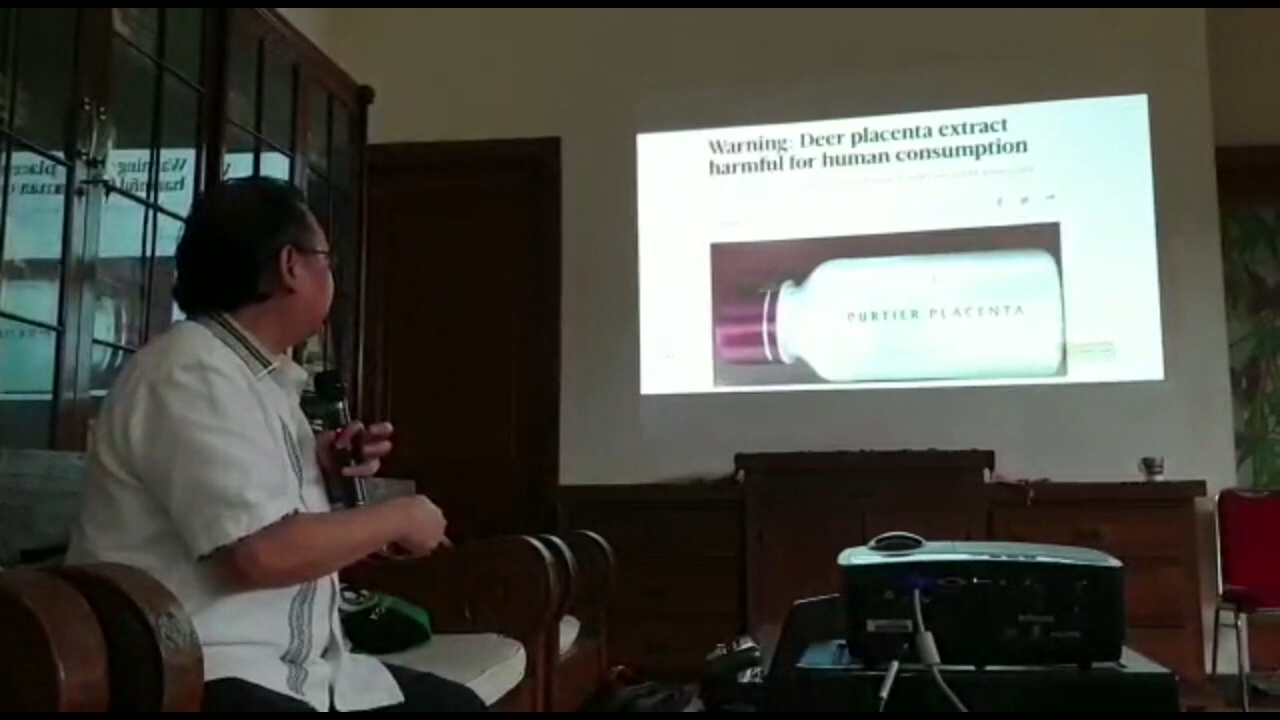 Warning: Deer placenta extract
harmful for human consumption
PURTIER PLACENTA